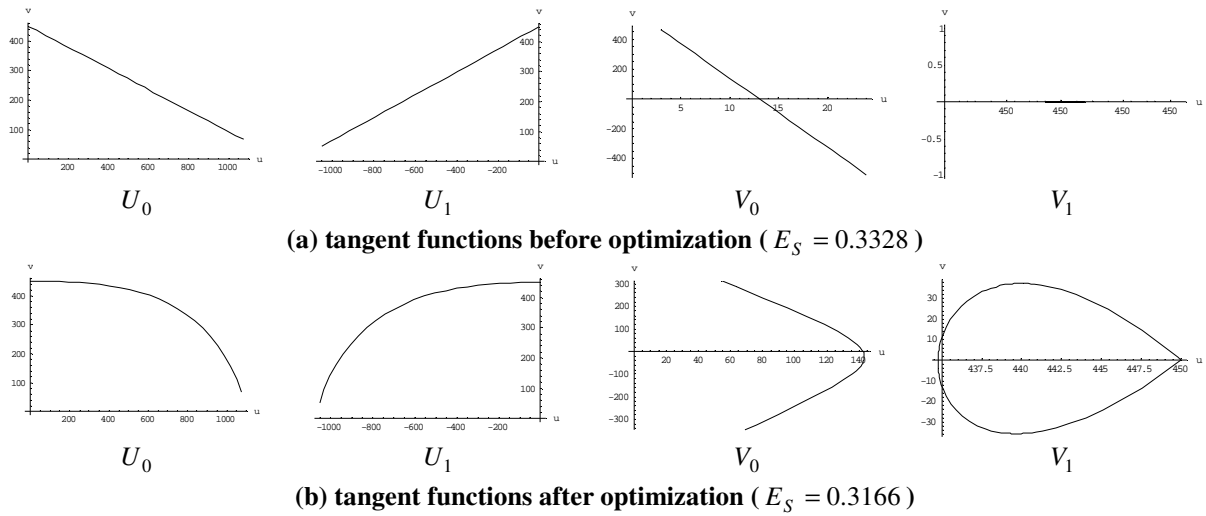 v v v v
400 400 400 1
300 300 200 0.5
200 200 5 10 15 20 u 450 450 450 450 u
100 100 -200 -0.5
200 400 600 800 1000 u -1000 -800 -600 -400 -200 u -400 -1
U0 U1 V0 V1
(a) tangent functions before optimization ( ES = 0.3328 )
v v v v
400 400 300 30
300 300 200 20
200 200 100 10
100 100 20 40 60 80 100 120 140 u 437.5 440 442.5 445 447.5 450 u
200 400 600 800 1000 u -1000 -800 -600 -400 -200 u -100 -10
-200 -20
-300 -30
U0 U1 V0 V1
(b) tangent functions after optimization ( ES = 0.3166 )